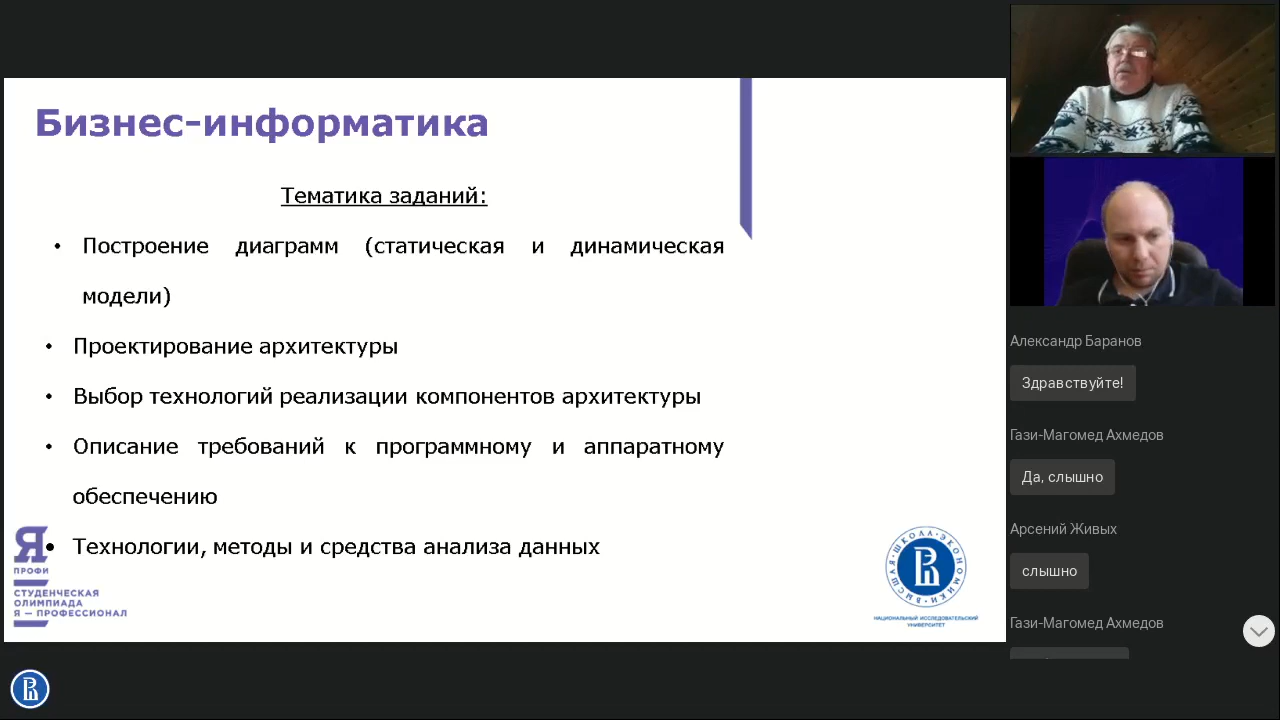 Бизнес-информатика
Тематика заданий:
• Построение диаграмм (статическая и динамическая
модели)
• Проектирование архитектуры
• Выбор технологий реализации компонентов архитектуры
• Описание требований к программному и аппаратному
обеспечению
• Технологии, методы и средства анализа данных
Я
ПРОФИ
СТУДЕНЧЕСКАЯ
ОЛИМПИАДА
Я — ПРОФЕССИОНАЛ
ВЫСШАЯ ШКОЛА ЭКОНОМИКИ
НАЦИОНАЛЬНЫЙ ИССЛЕДОВАТЕЛЬСКИЙ
УНИВЕРСИТЕТ
Александр Баранов
Здравствуйте!
Гази-Магомед Ахмедов
Да, слышно
Арсений Живых
слышно
Гази-Магомед Ахмедов